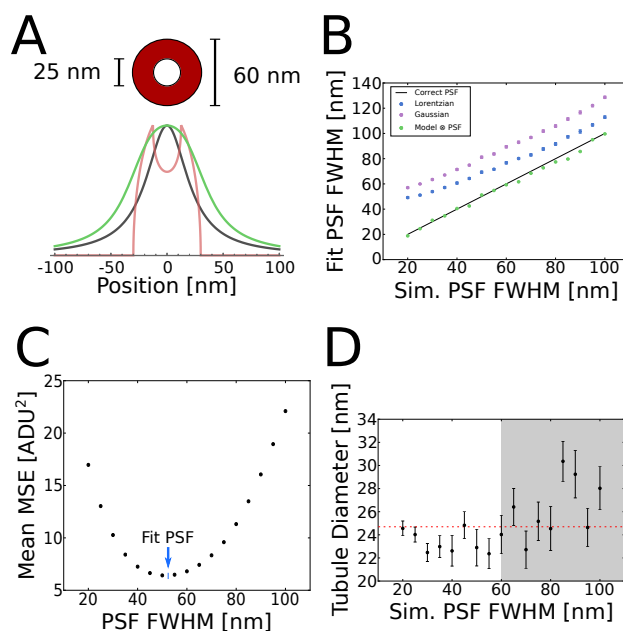 A
25 nm
60 nm
-100 -50 0 50 100
Position [nm]
B
Fit PSF FWHM [nm]
140
120
100
80
60
40
20
0
Correct PSF
Lorentzian
Gaussian
Model ⊗ PSF
20 40 60 80 100
Sim. PSF FWHM [nm]
C
Mean MSE [ADU²]
25
20
15
10
5
Fit PSF
20 40 60 80 100
PSF FWHM [nm]
D
Tubule Diameter [nm]
34
32
30
28
26
24
22
20
20 40 60 80 100
Sim. PSF FWHM [nm]